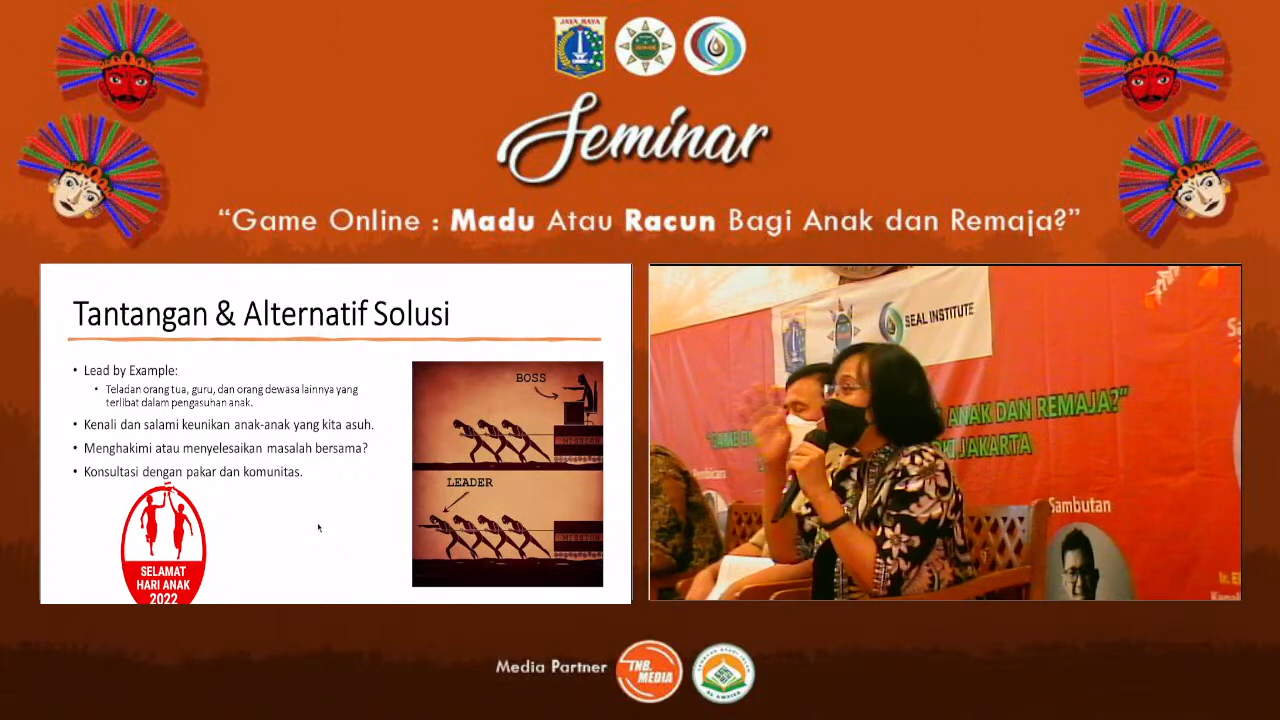 JAYA RAYA
Seminar
“Game Online : Madu Atau Racun Bagi Anak dan Remaja?”
Tantangan & Alternatif Solusi
• Lead by Example:
• Teladan orang tua, guru, dan orang dewasa lainnya yang
terlibat dalam pengasuhan anak.
• Kenali dan salami keunikan anak-anak yang kita asuh.
• Menghakimi atau menyelesaikan masalah bersama?
• Konsultasi dengan pakar dan komunitas.
SELAMAT
HARI ANAK
2022
BOSS
MISSION
LEADER
MISSION
SEAL INSTITUTE
ANAK DAN REMAJA?”
JAKARTA
Sambutan
Media Partner
TNB.
MEDIA